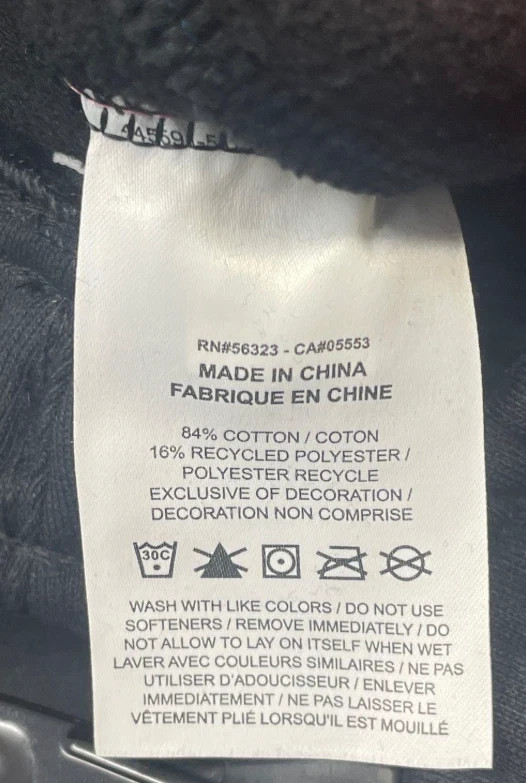 RN#56323 - CA#05553
MADE IN CHINA
FABRIQUE EN CHINE
84% COTTON / COTON
16% RECYCLED POLYESTER /
POLYESTER RECYCLE
EXCLUSIVE OF DECORATION /
DECORATION NON COMPRISE
30C
WASH WITH LIKE COLORS / DO NOT USE
SOFTENERS / REMOVE IMMEDIATELY / DO
NOT ALLOW TO LAY ON ITSELF WHEN WET
LAVER AVEC COULEURS SIMILAIRES / NE PAS
UTILISER D'ADOUCISSEUR / ENLEVER
IMMEDIATEMENT / NE PAS LAISSER LE
VÊTEMENT PLIÉ LORSQU'IL EST MOUILLÉ